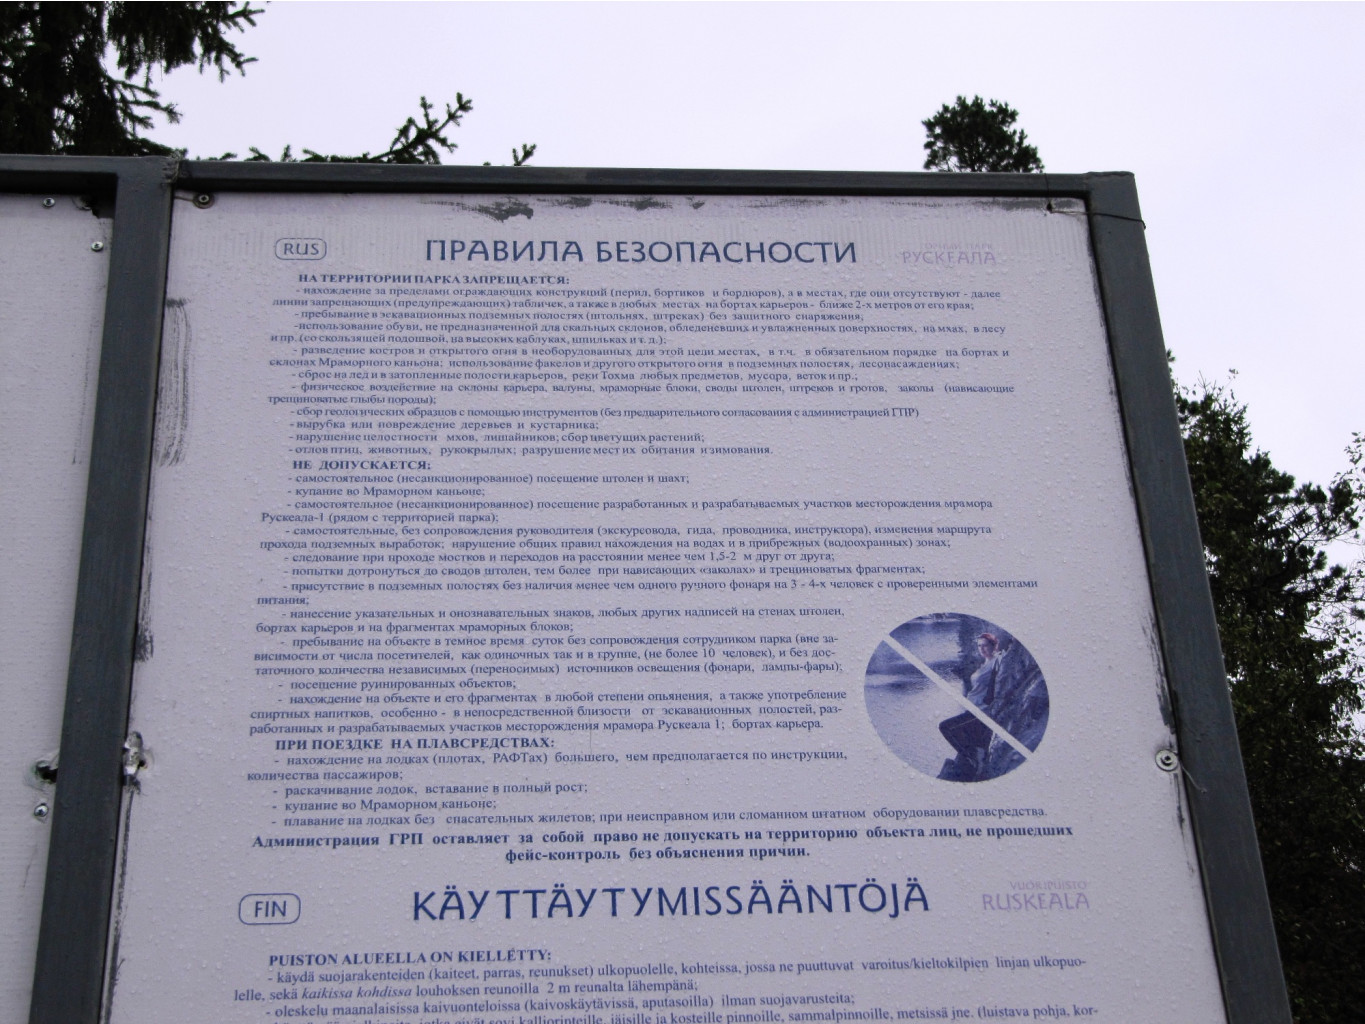 RUS
ПРАВИЛА БЕЗОПАСНОСТИ
ГОРНЫЙ ПАРК
РУСКЕАЛА
НА ТЕРРИТОРИИ ПАРКА ЗАПРЕЩАЕТСЯ:
- нахождение за пределами ограждающих конструкций (перил, бортиков и бордюров), а в местах, где они отсутствуют - далее
линии запрещающих (предупреждающих) табличек, а также в любых местах на бортах карьеров - ближе 2-х метров от его края;
- пребывание в эскавационных подземных полостях (штольнях, штреках) без защитного снаряжения,
-использование обуви, не предназначенной для скальных склонов, обледеневших и увлажненных поверхностях, на мхах, в лесу
и пр. (со скользящей подошвой, на высоких каблуках, шпильках и т. д.);
- разведение костров и открытого огня в необорудованных для этой цели местах, в т.ч. в обязательном порядке на бортах и
склонах Мраморного каньона; использование факелов и другого открытого огня в подземных полостях, лесонасаждениях;
- сброс на лед и в затопленные полости карьеров, реки Тохма любых предметов, мусора, веток и пр.,;
- физическое воздействие на склоны карьера, валуны, мраморные блоки, своды штолен, штреков и гротов, заколы (нависающие
трещиноватые глыбы породы);
- сбор геологических образцов с помощью инструментов (без предварительного согласования с администрацией ГПР)
- вырубка или повреждение деревьев и кустарника;
- нарушение целостности мхов, лишайников; сбор цветущих растений;
- отлов птиц, животных, рукокрылых; разрушение мест их обитания и зимования.
НЕ ДОПУСКАЕТСЯ:
- самостоятельное (несанкционированное) посещение штолен и шахт;
- купание во Мраморном каньоне;
- самостоятельное (несанкционированное) посещение разработанных и разрабатываемых участков месторождения мрамора
Рускеала-1 (рядом с территорией парка);
- самостоятельные, без сопровождения руководителя (экскурсовода, гида, проводника, инструктора), изменения маршрута
прохода подземных выработок; нарушение общих правил нахождения на водах и в прибрежных (водоохранных) зонах;
- следование при проходе мостков и переходов на расстоянии менее чем 1,5-2 м друг от друга;
- попытки дотронуться до сводов штолен, тем более при нависающих «заколах» и трещиноватых фрагментах;
- присутствие в подземных полостях без наличия менее чем одного ручного фонаря на 3 - 4-х человек с проверенными элементами
питания;
- нанесение указательных и опознавательных знаков, любых других надписей на стенах штолен,
бортах карьеров и на фрагментах мраморных блоков;
- пребывание на объекте в темное время суток без сопровождения сотрудником парка (вне за-
висимости от числа посетителей, как одиночных так и в группе, (не более 10 человек), и без дос-
таточного количества независимых (переносимых) источников освещения (фонари, лампы-фары);
- посещение руинированных объектов;
- нахождение на объекте и его фрагментах в любой степени опьянения, а также употребление
спиртных напитков, особенно - в непосредственной близости от эскавационных полостей, раз-
работанных и разрабатываемых участков месторождения мрамора Рускеала 1; бортах карьера.
ПРИ ПОЕЗДКЕ НА ПЛАВСРЕДСТВАХ:
- нахождение на лодках (плотах, РАФТах) большего, чем предполагается по инструкции,
количества пассажиров;
- раскачивание лодок, вставание в полный рост;
- купание во Мраморном каньоне;
- плавание на лодках без спасательных жилетов; при неисправном или сломанном штатном оборудовании плавсредства.
Администрация ГРП оставляет за собой право не допускать на территорию объекта лиц, не прошедших
фейс-контроль без объяснения причин.
FIN
KÄYTTÄYTYMISSÄÄNTÖJÄ
VUORIPUISTO
RUSKEALA
PUISTON ALUEELLA ON KIELLETTY:
- käydä suojarakenteiden (kaiteet, parras, reunukset) ulkopuolelle, kohteissa, jossa ne puuttuvat varoitus/kieltokilpien linjan ulkopuo-
lelle, sekä kaikissa kohdissa louhoksen reunoilla 2 m reunalta lähempänä;
- oleskelu maanalaisissa kaivuonteloissa (kaivoskäytävissä, aputasoilla) ilman suojavarusteita;
jotka eivät sovi kalliorinteille, jäisille ja kosteille pinnoille, sammalpinnoille, metsissä jne. (luistava pohja, kor-